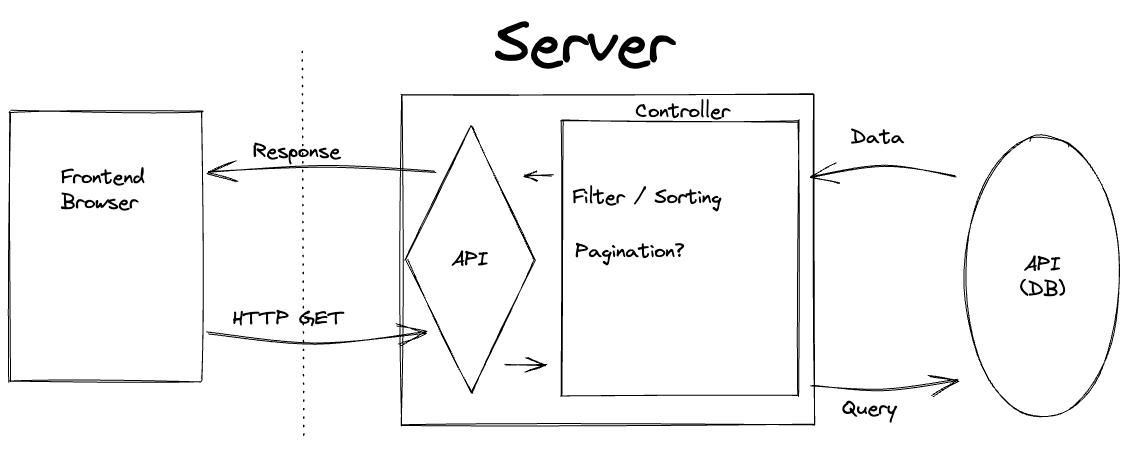 Server
Controller
Response
Data
Frontend
Browser
Filter / Sorting
Pagination?
API
API
(DB)
HTTP GET
Query